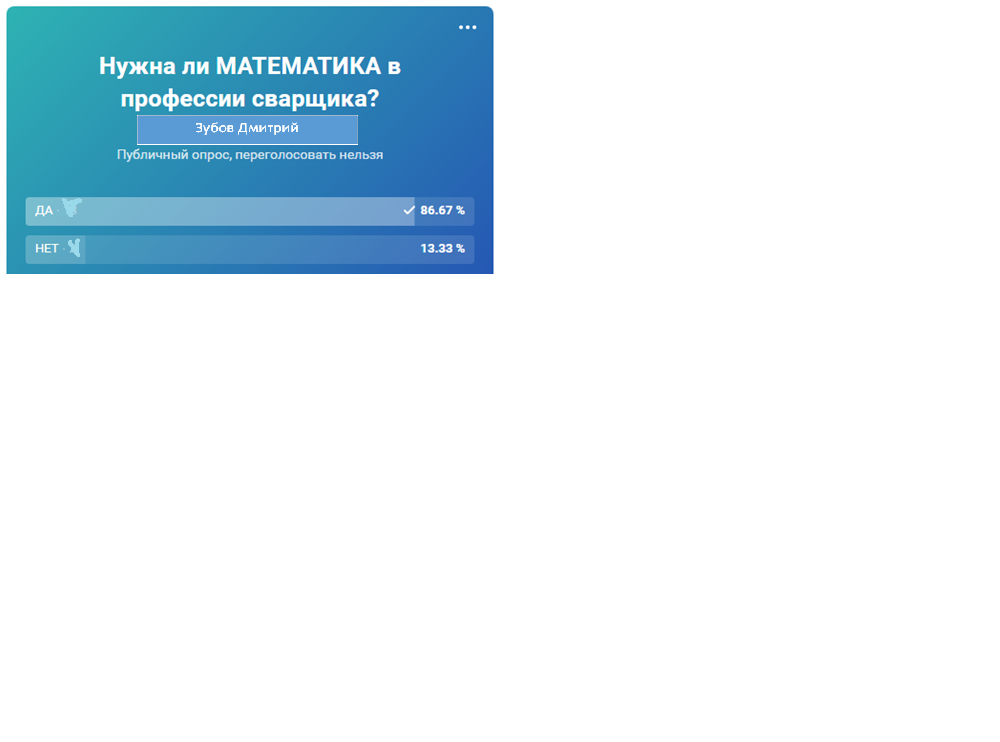 Нужна ли МАТЕМАТИКА в
профессии сварщика?
Зубов Дмитрий
Публичный опрос, переголосовать нельзя
ДА · 86.67 %
НЕТ · 13.33 %